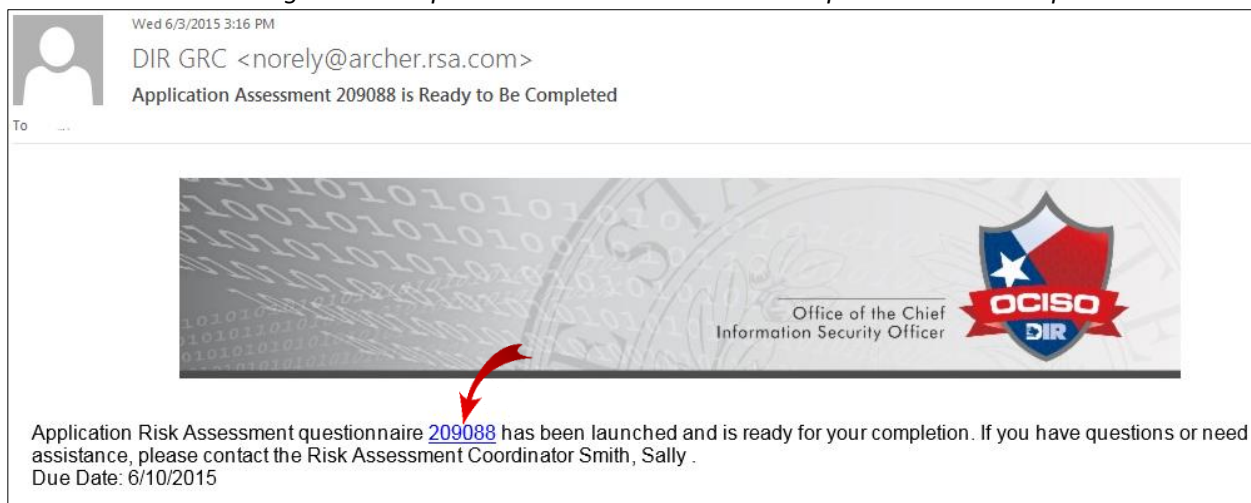 Wed 6/3/2015 3:16 PM
DIR GRC <norely@archer.rsa.com>
Application Assessment 209088 is Ready to Be Completed
To
Office of the Chief
Information Security Officer
OCISO
DIR
Application Risk Assessment questionnaire 209088 has been launched and is ready for your completion. If you have questions or need
assistance, please contact the Risk Assessment Coordinator Smith, Sally .
Due Date: 6/10/2015